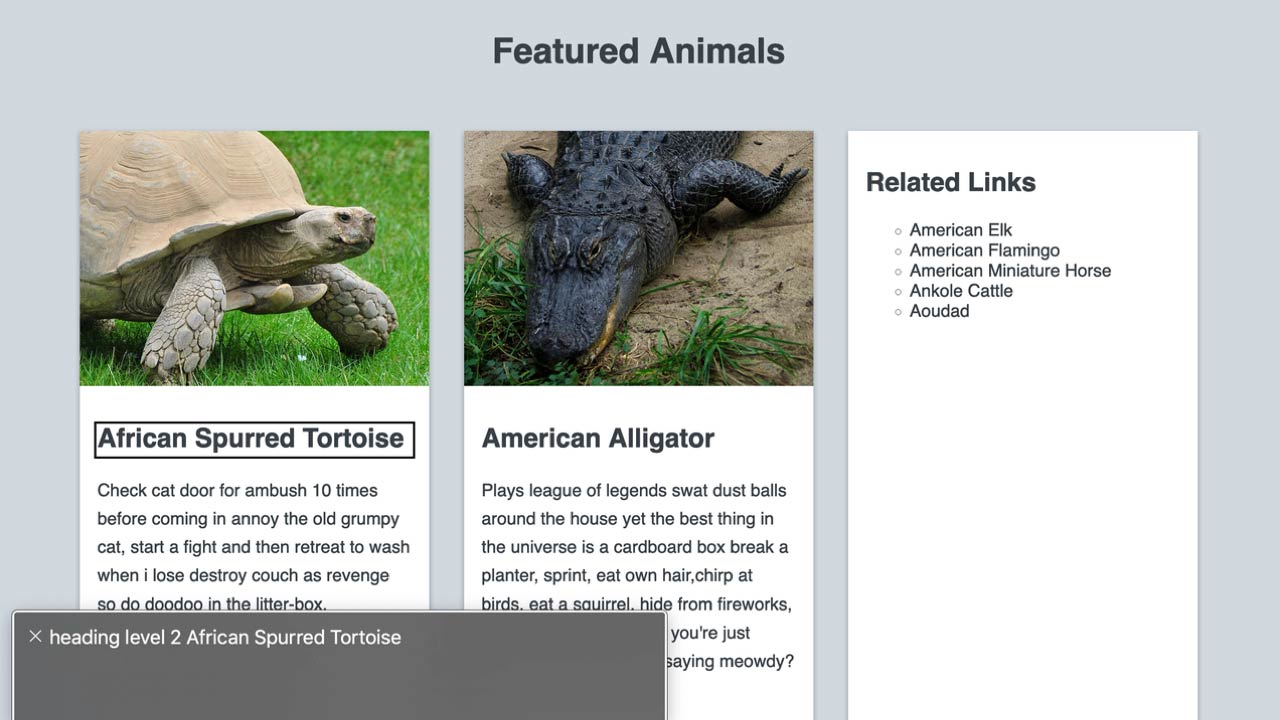 Featured Animals
African Spurred Tortoise
Check cat door for ambush 10 times
before coming in annoy the old grumpy
cat, start a fight and then retreat to wash
when i lose destroy couch as revenge
so do doodoo in the litter-box.
American Alligator
Plays league of legends swat dust balls
around the house yet the best thing in
the universe is a cardboard box break a
planter, sprint, eat own hair,chirp at
birds, eat a squirrel, hide from fireworks,
you're just
saying meowdy?
Related Links
American Elk
American Flamingo
American Miniature Horse
Ankole Cattle
Aoudad
heading level 2 African Spurred Tortoise